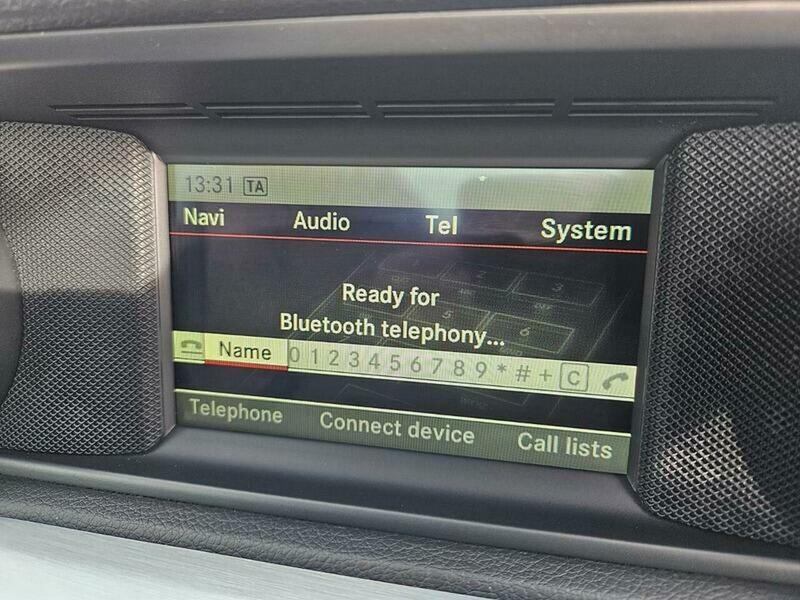 13:31 TA
Navi Audio Tel System
Ready for
Bluetooth telephony...
Name 0 1 2 3 4 5 6 7 8 9 * # + C
Telephone Connect device Call lists